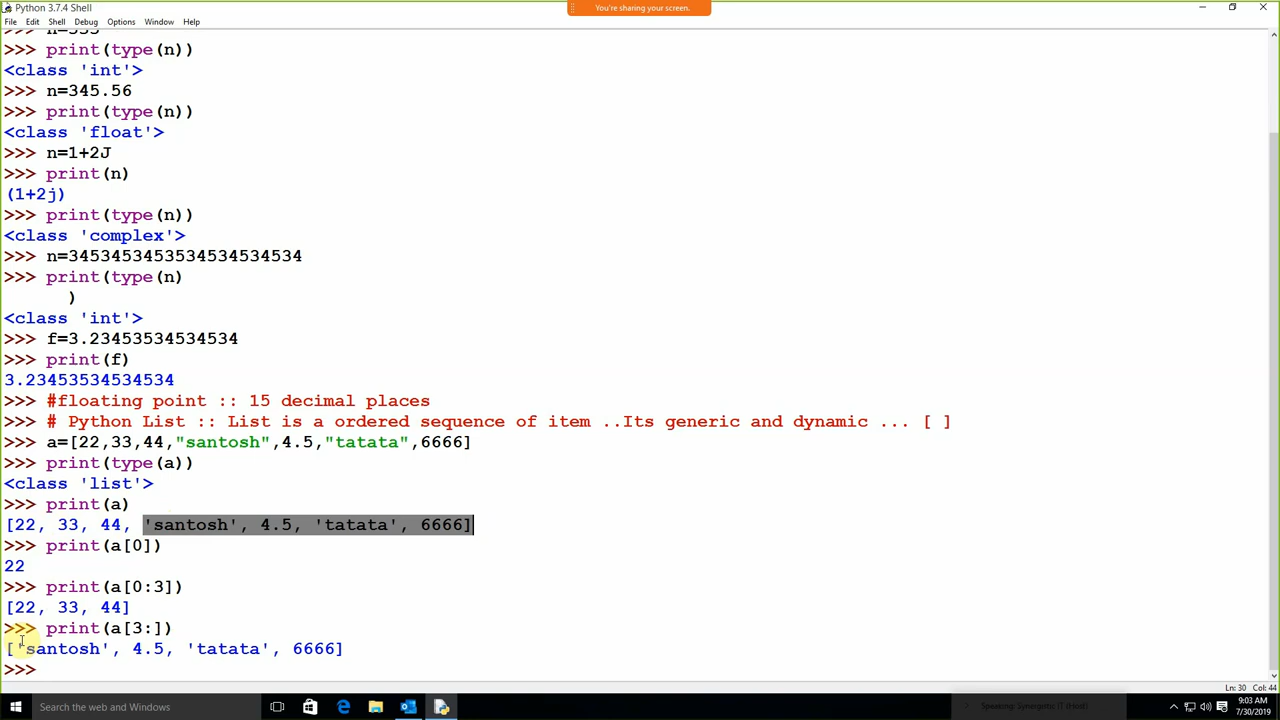 Python 3.7.4 Shell
You're sharing your screen.
File Edit Shell Debug Options Window Help
>>> n=555
>>> print(type(n))
<class 'int'>
>>> n=345.56
>>> print(type(n))
<class 'float'>
>>> n=1+2J
>>> print(n)
(1+2j)
>>> print(type(n))
<class 'complex'>
>>> n=3453453453534534534534
>>> print(type(n)
)
<class 'int'>
>>> f=3.23453534534534
>>> print(f)
3.23453534534534
>>> #floating point :: 15 decimal places
>>> # Python List :: List is a ordered sequence of item ..Its generic and dynamic ... [ ]
>>> a=[22,33,44,"santosh",4.5,"tatata",6666]
>>> print(type(a))
<class 'list'>
>>> print(a)
[22, 33, 44, 'santosh', 4.5, 'tatata', 6666]
>>> print(a[0])
22
>>> print(a[0:3])
[22, 33, 44]
>>> print(a[3:])
['santosh', 4.5, 'tatata', 6666]
>>>
Ln: 30 Col: 44
Search the web and Windows
Speaking: Synergistic IT (Host)
9:03 AM
7/30/2019